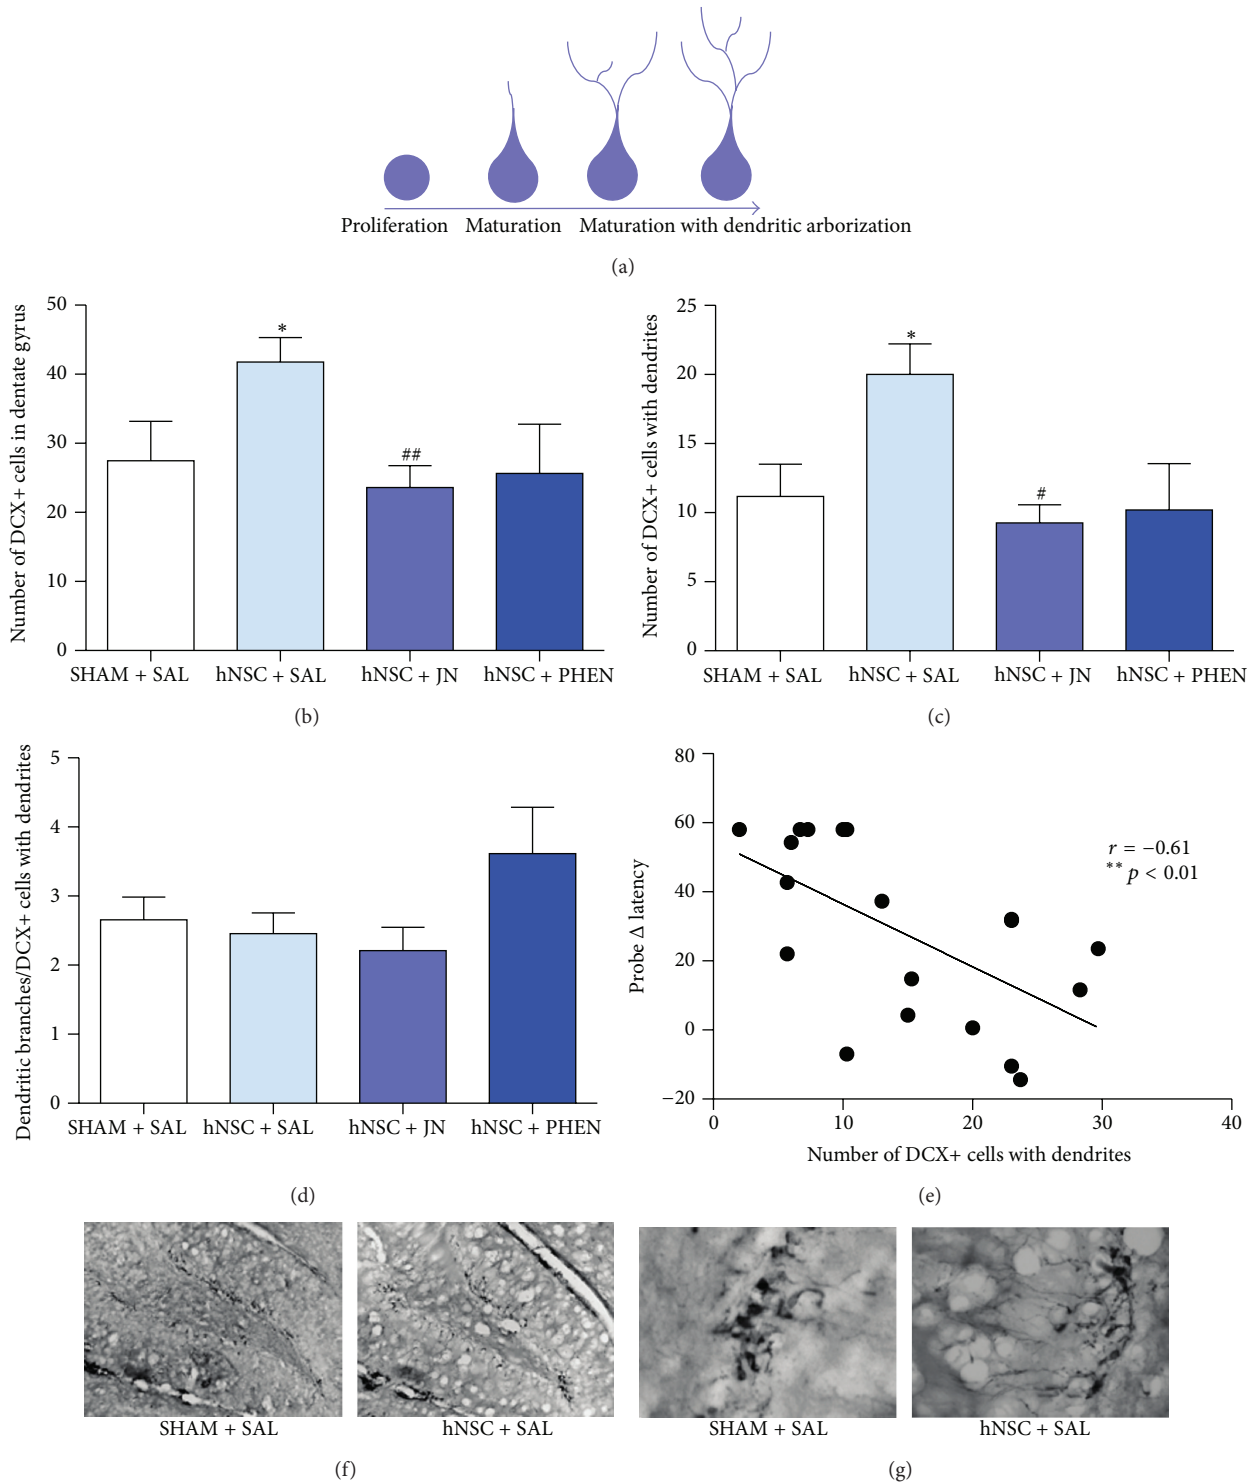 Proliferation Maturation Maturation with dendritic arborization
(a)
Number of DCX+ cells in dentate gyrus
50
40
30
20
10
0
*
##
SHAM + SAL hNSC + SAL hNSC + JN hNSC + PHEN
(b)
Number of DCX+ cells with dendrites
25
20
15
10
5
0
*
#
SHAM + SAL hNSC + SAL hNSC + JN hNSC + PHEN
(c)
Dendritic branches/DCX+ cells with dendrites
5
4
3
2
1
0
SHAM + SAL hNSC + SAL hNSC + JN hNSC + PHEN
(d)
Probe Δ latency
80
60
40
20
0
−20
r = −0.61
** p < 0.01
0 10 20 30 40
Number of DCX+ cells with dendrites
(e)
SHAM + SAL hNSC + SAL
(f)
SHAM + SAL hNSC + SAL
(g)